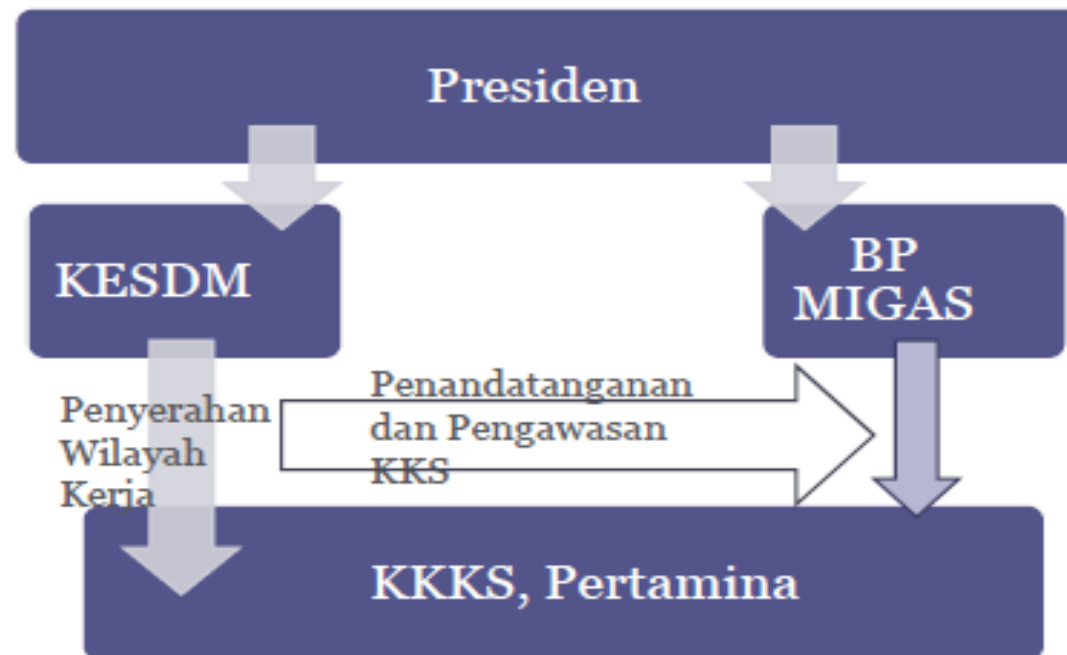 Presiden
KESDM
BP
MIGAS
Penyerahan
Wilayah
Kerja
Penandatanganan
dan Pengawasan
KKS
KKKS, Pertamina